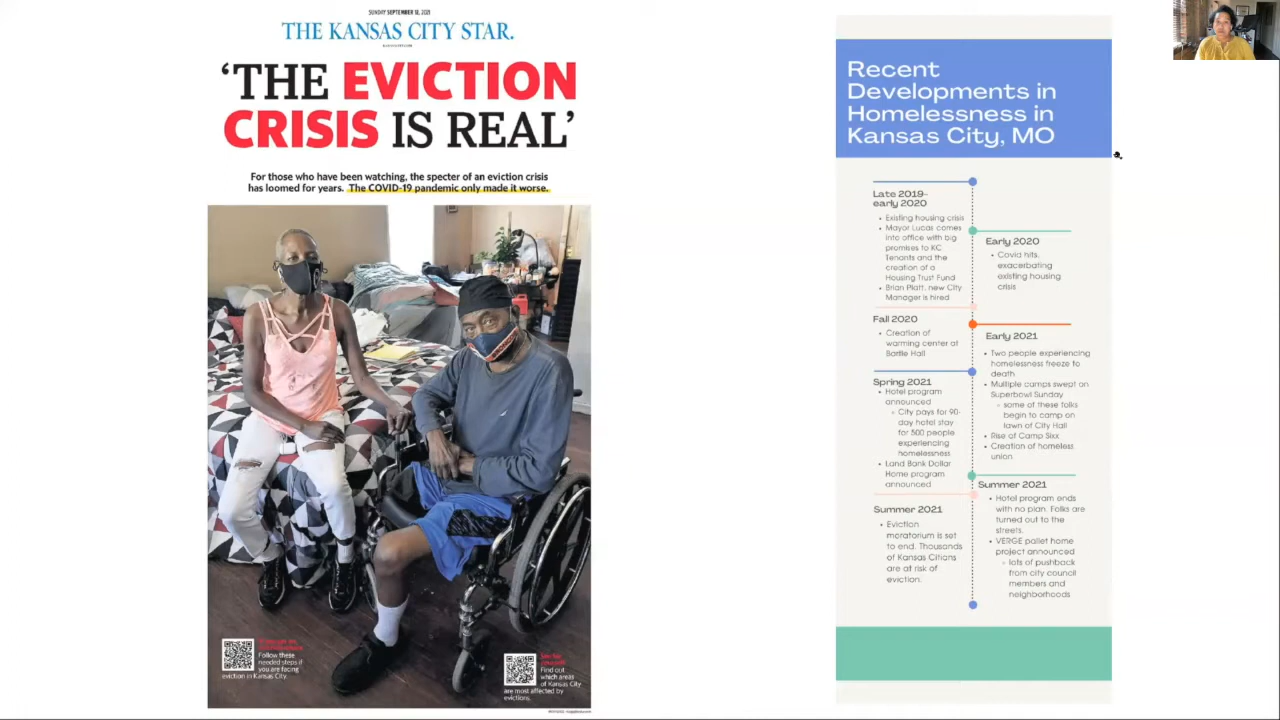 SUNDAY SEPTEMBER 12, 2021
THE KANSAS CITY STAR.
KANSASCITY.COM
‘THE EVICTION
CRISIS IS REAL’
For those who have been watching, the specter of an eviction crisis
has loomed for years. The COVID-19 pandemic only made it worse.
Follow these
needed steps if
you are facing
eviction in Kansas City.
Find out
which areas
of Kansas City
are most affected by
evictions.
Recent
Developments in
Homelessness in
Kansas City, MO
Late 2019-
early 2020
• Existing housing crisis
• Mayor Lucas comes
into office with big
promises to KC
Tenants and the
creation of a
Housing Trust Fund
• Brian Platt, new City
Manager is hired
Early 2020
• Covid hits,
exacerbating
existing housing
crisis
Fall 2020
• Creation of
warming center at
Bartle Hall
Early 2021
• Two people experiencing
homelessness freeze to
death
• Multiple camps swept on
Superbowl Sunday
◦ some of these folks
begin to camp on
lawn of City Hall
• Rise of Camp Sixx
• Creation of homeless
union
Spring 2021
• Hotel program
announced
◦ City pays for 90-
day hotel stay
for 500 people
experiencing
homelessness
• Land Bank Dollar
Home program
announced
Summer 2021
• Hotel program ends
with no plan. Folks are
turned out to the
streets.
• VERGE pallet home
project announced
◦ lots of pushback
from city council
members and
neighborhoods
Summer 2021
• Eviction
moratorium is set
to end. Thousands
of Kansas Citians
are at risk of
eviction.